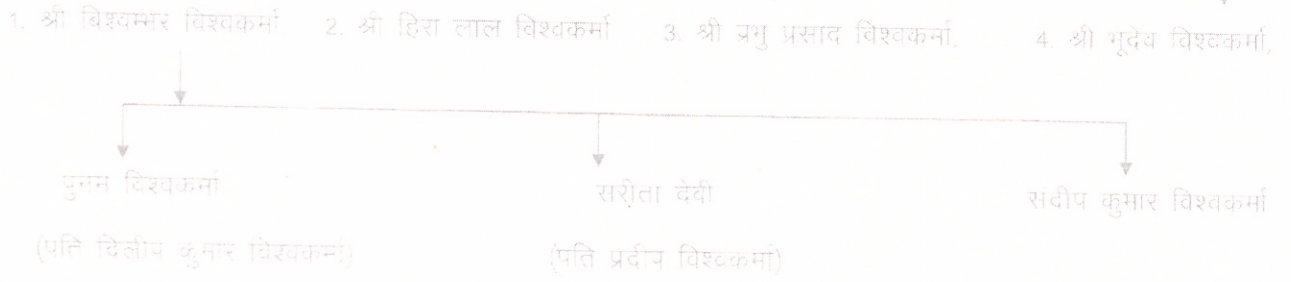 1. श्री बिश्वम्भर विश्वकर्मा, 2. श्री हिरा लाल विश्वकर्मा 3. श्री प्रभु प्रसाद विश्वकर्मा, 4. श्री भूदेव विश्वकर्मा,
पुनम विश्वकर्मा सरीता देवी संदीप कुमार विश्वकर्मा
(पति दिलीप कुमार विश्वकर्मा) (पति प्रदीप विश्वकर्मा)